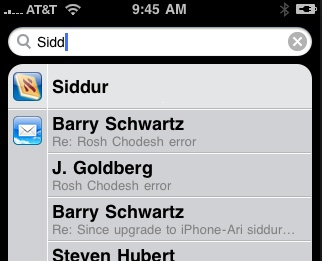 AT&T 9:45 AM
Sidd
Siddur
Barry Schwartz
Re: Rosh Chodesh error
J. Goldberg
Rosh Chodesh error
Barry Schwartz
Re: Since upgrade to iPhone-Ari siddur...
Steven Hubert